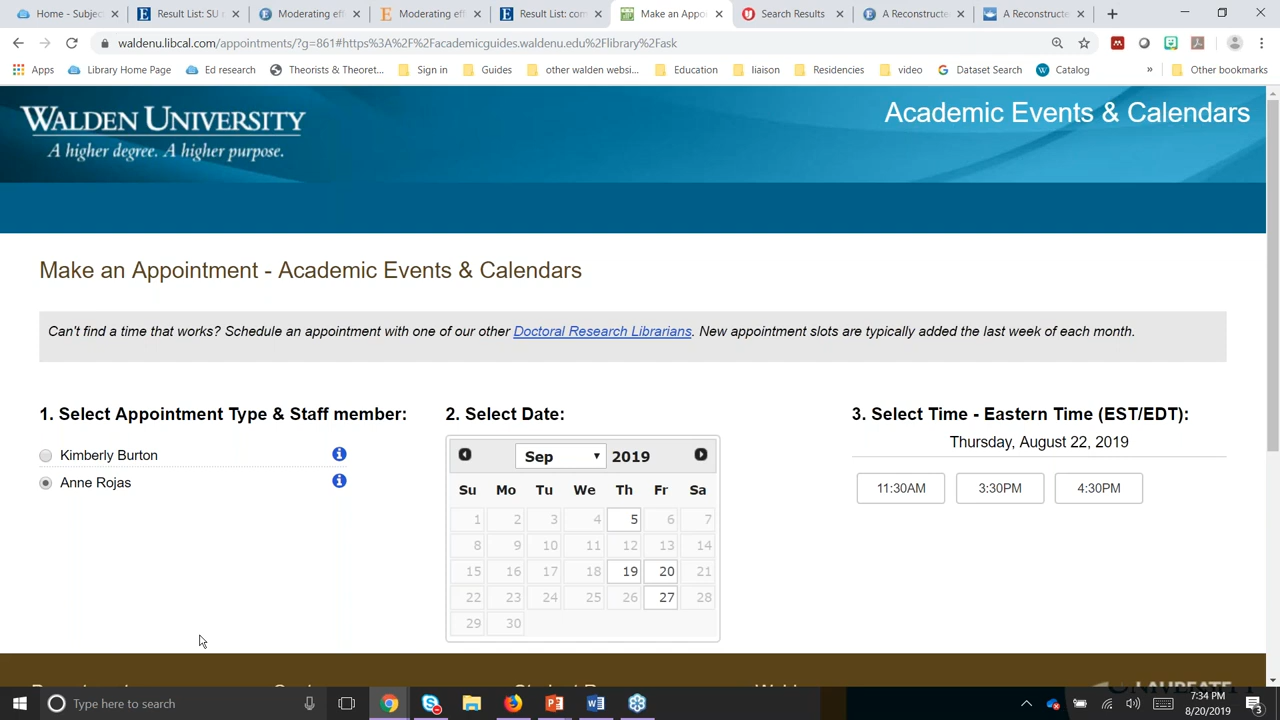 Home - Subjec
Result List: SU (
Moderating eff
Moderating eff
Result List: com
Make an Appo
Search Results
A Reconstructe
A Reconstructe
waldenu.libcal.com/appointments/?g=861#https%3A%2F%2Facademicguides.waldenu.edu%2Flibrary%2Fask
Apps
Library Home Page
Ed research
Theorists & Theoret...
Sign in
Guides
other walden websi...
Education
liaison
Residencies
video
Dataset Search
Catalog
»
Other bookmarks
WALDEN UNIVERSITY
A higher degree. A higher purpose.
Academic Events & Calendars
Make an Appointment - Academic Events & Calendars
Can't find a time that works? Schedule an appointment with one of our other Doctoral Research Librarians. New appointment slots are typically added the last week of each month.
1. Select Appointment Type & Staff member:
Kimberly Burton
Anne Rojas
2. Select Date:
Sep 2019
Su Mo Tu We Th Fr Sa
1 2 3 4 5 6 7
8 9 10 11 12 13 14
15 16 17 18 19 20 21
22 23 24 25 26 27 28
29 30
3. Select Time - Eastern Time (EST/EDT):
Thursday, August 22, 2019
11:30AM 3:30PM 4:30PM
LAUREATE
Type here to search
7:34 PM
8/20/2019
3